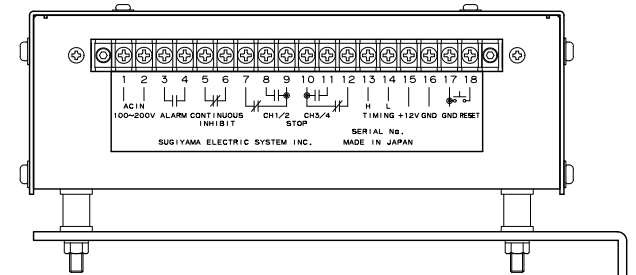 1 2 3 4 5 6 7 8 9 10 11 12 13 14 15 16 17 18
AC IN H L
100~200V ALARM CONTINUOUS CH1/2 CH3/4 TIMING +12V GND GND RESET
INHIBIT STOP
SERIAL No.
SUGIYAMA ELECTRIC SYSTEM INC. MADE IN JAPAN